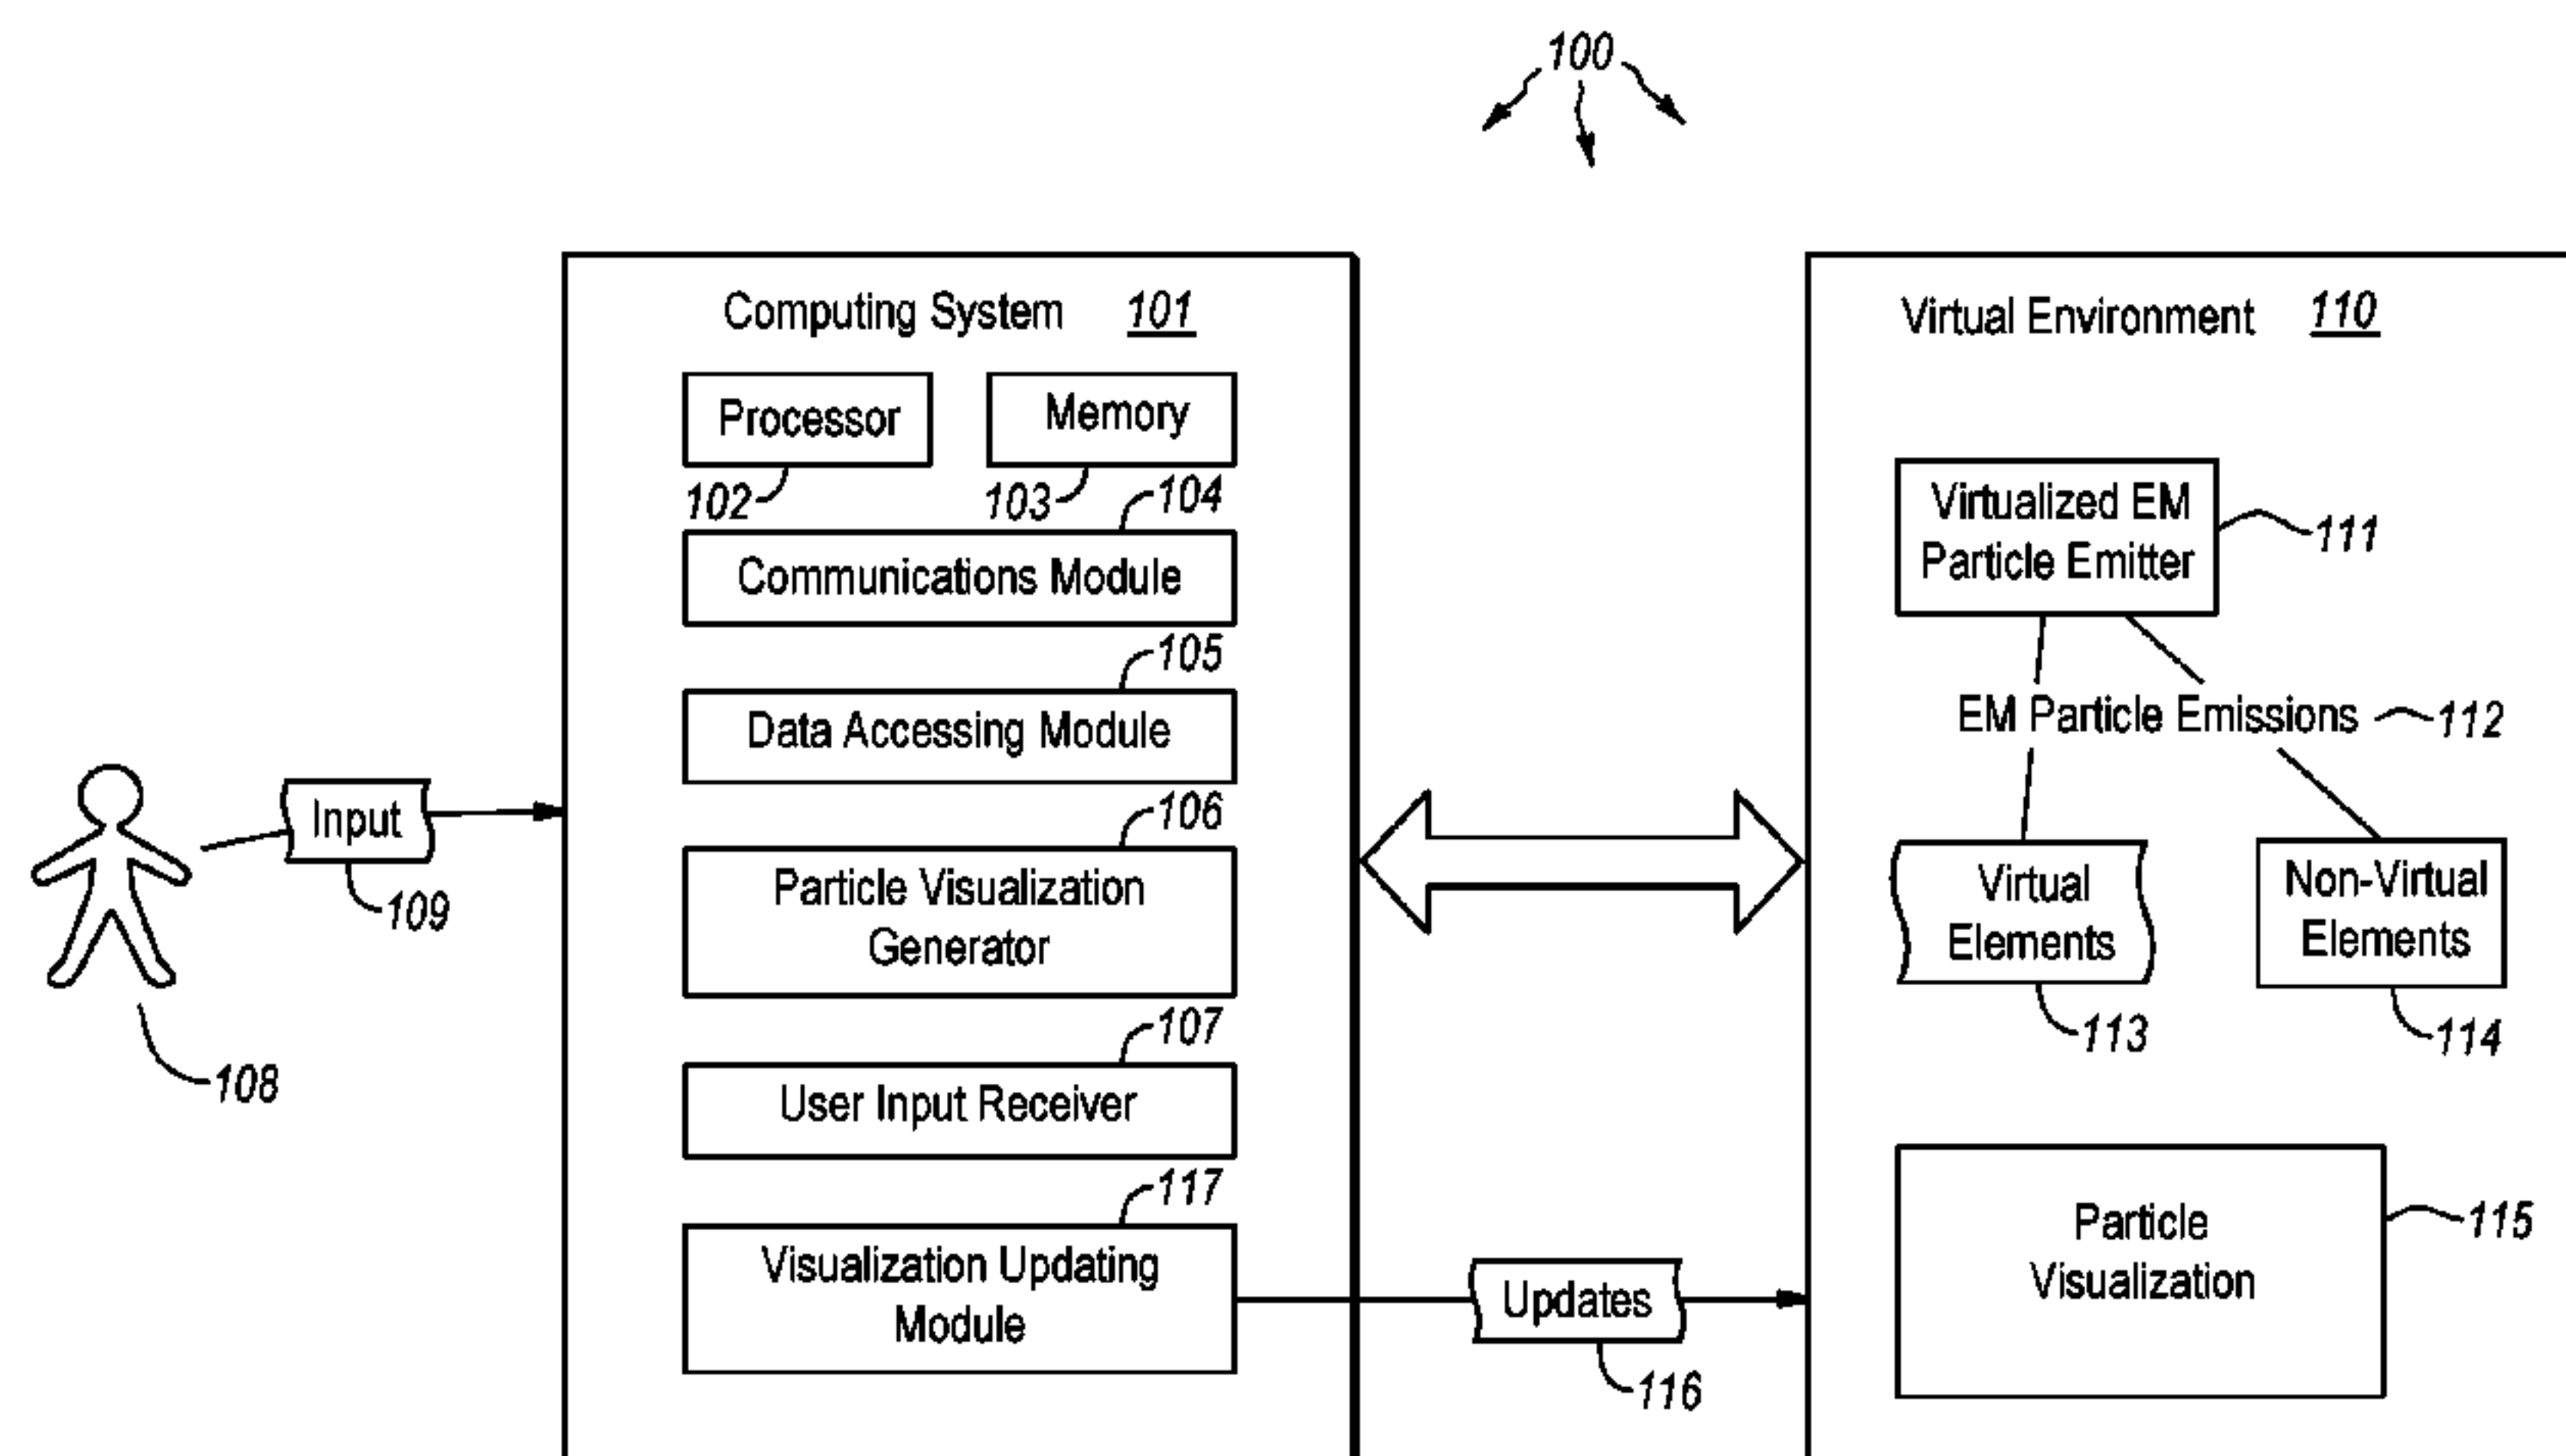 100
Computing System 101
Processor
Memory
102
103
104
Communications Module
105
Data Accessing Module
106
Particle Visualization
Generator
107
User Input Receiver
117
Visualization Updating
Module
Input
109
108
Updates
116
Virtual Environment 110
Virtualized EM
Particle Emitter
111
EM Particle Emissions
112
Virtual
Elements
113
Non-Virtual
Elements
114
Particle
Visualization
115